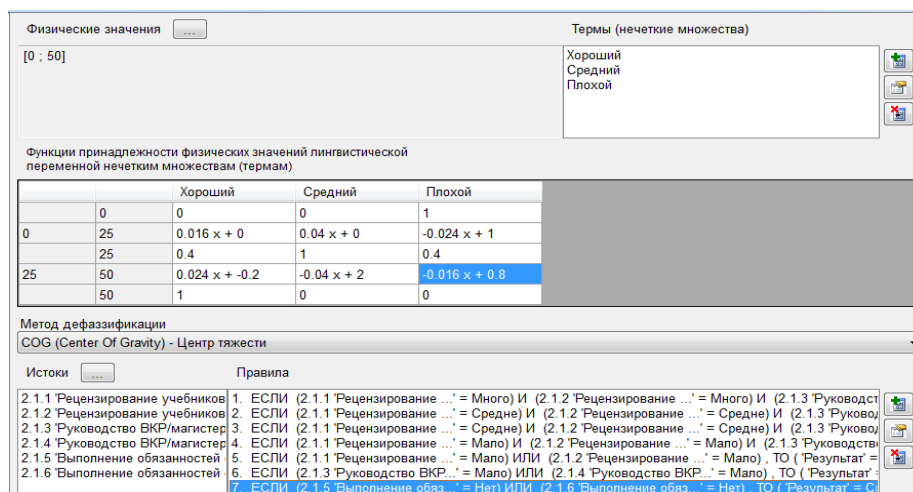 Физические значения ... Термы (нечеткие множества)
[0 ; 50] Хороший
Средний
Плохой
Функции принадлежности физических значений лингвистической
переменной нечетким множествам (термам)
Хороший Средний Плохой
0 0 0 1
0 25 0.016 x + 0 0.04 x + 0 -0.024 x + 1
25 0.4 1 0.4
25 50 0.024 x + -0.2 -0.04 x + 2 -0.016 x + 0.8
50 1 0 0
Метод дефаззификации
COG (Center Of Gravity) - Центр тяжести
Истоки ... Правила
2.1.1 'Рецензирование учебников 1. ЕСЛИ (2.1.1 'Рецензирование ...' = Много) И (2.1.2 'Рецензирование ...' = Много) И (2.1.3 'Руководст
2.1.2 'Рецензирование учебников 2. ЕСЛИ (2.1.1 'Рецензирование ...' = Средне) И (2.1.2 'Рецензирование ...' = Средне) И (2.1.3 'Руковод
2.1.3 'Руководство ВКР/магистер 3. ЕСЛИ (2.1.1 'Рецензирование ...' = Средне) И (2.1.2 'Рецензирование ...' = Средне) И (2.1.3 'Руковод
2.1.4 'Руководство ВКР/магистер 4. ЕСЛИ (2.1.1 'Рецензирование ...' = Мало) И (2.1.2 'Рецензирование ...' = Мало) И (2.1.3 'Руководств
2.1.5 'Выполнение обязанностей 5. ЕСЛИ (2.1.1 'Рецензирование ...' = Мало) ИЛИ (2.1.2 'Рецензирование ...' = Мало) , ТО ( 'Результат' =
2.1.6 'Выполнение обязанностей 6. ЕСЛИ (2.1.3 'Руководство ВКР...' = Мало) ИЛИ (2.1.4 'Руководство ВКР...' = Мало) , ТО ( 'Результат' =
7. ЕСЛИ (2.1.5 'Выполнение обяз...' = Нет) ИЛИ (2.1.6 'Выполнение обяз...' = Нет) , ТО ( 'Результат' = С